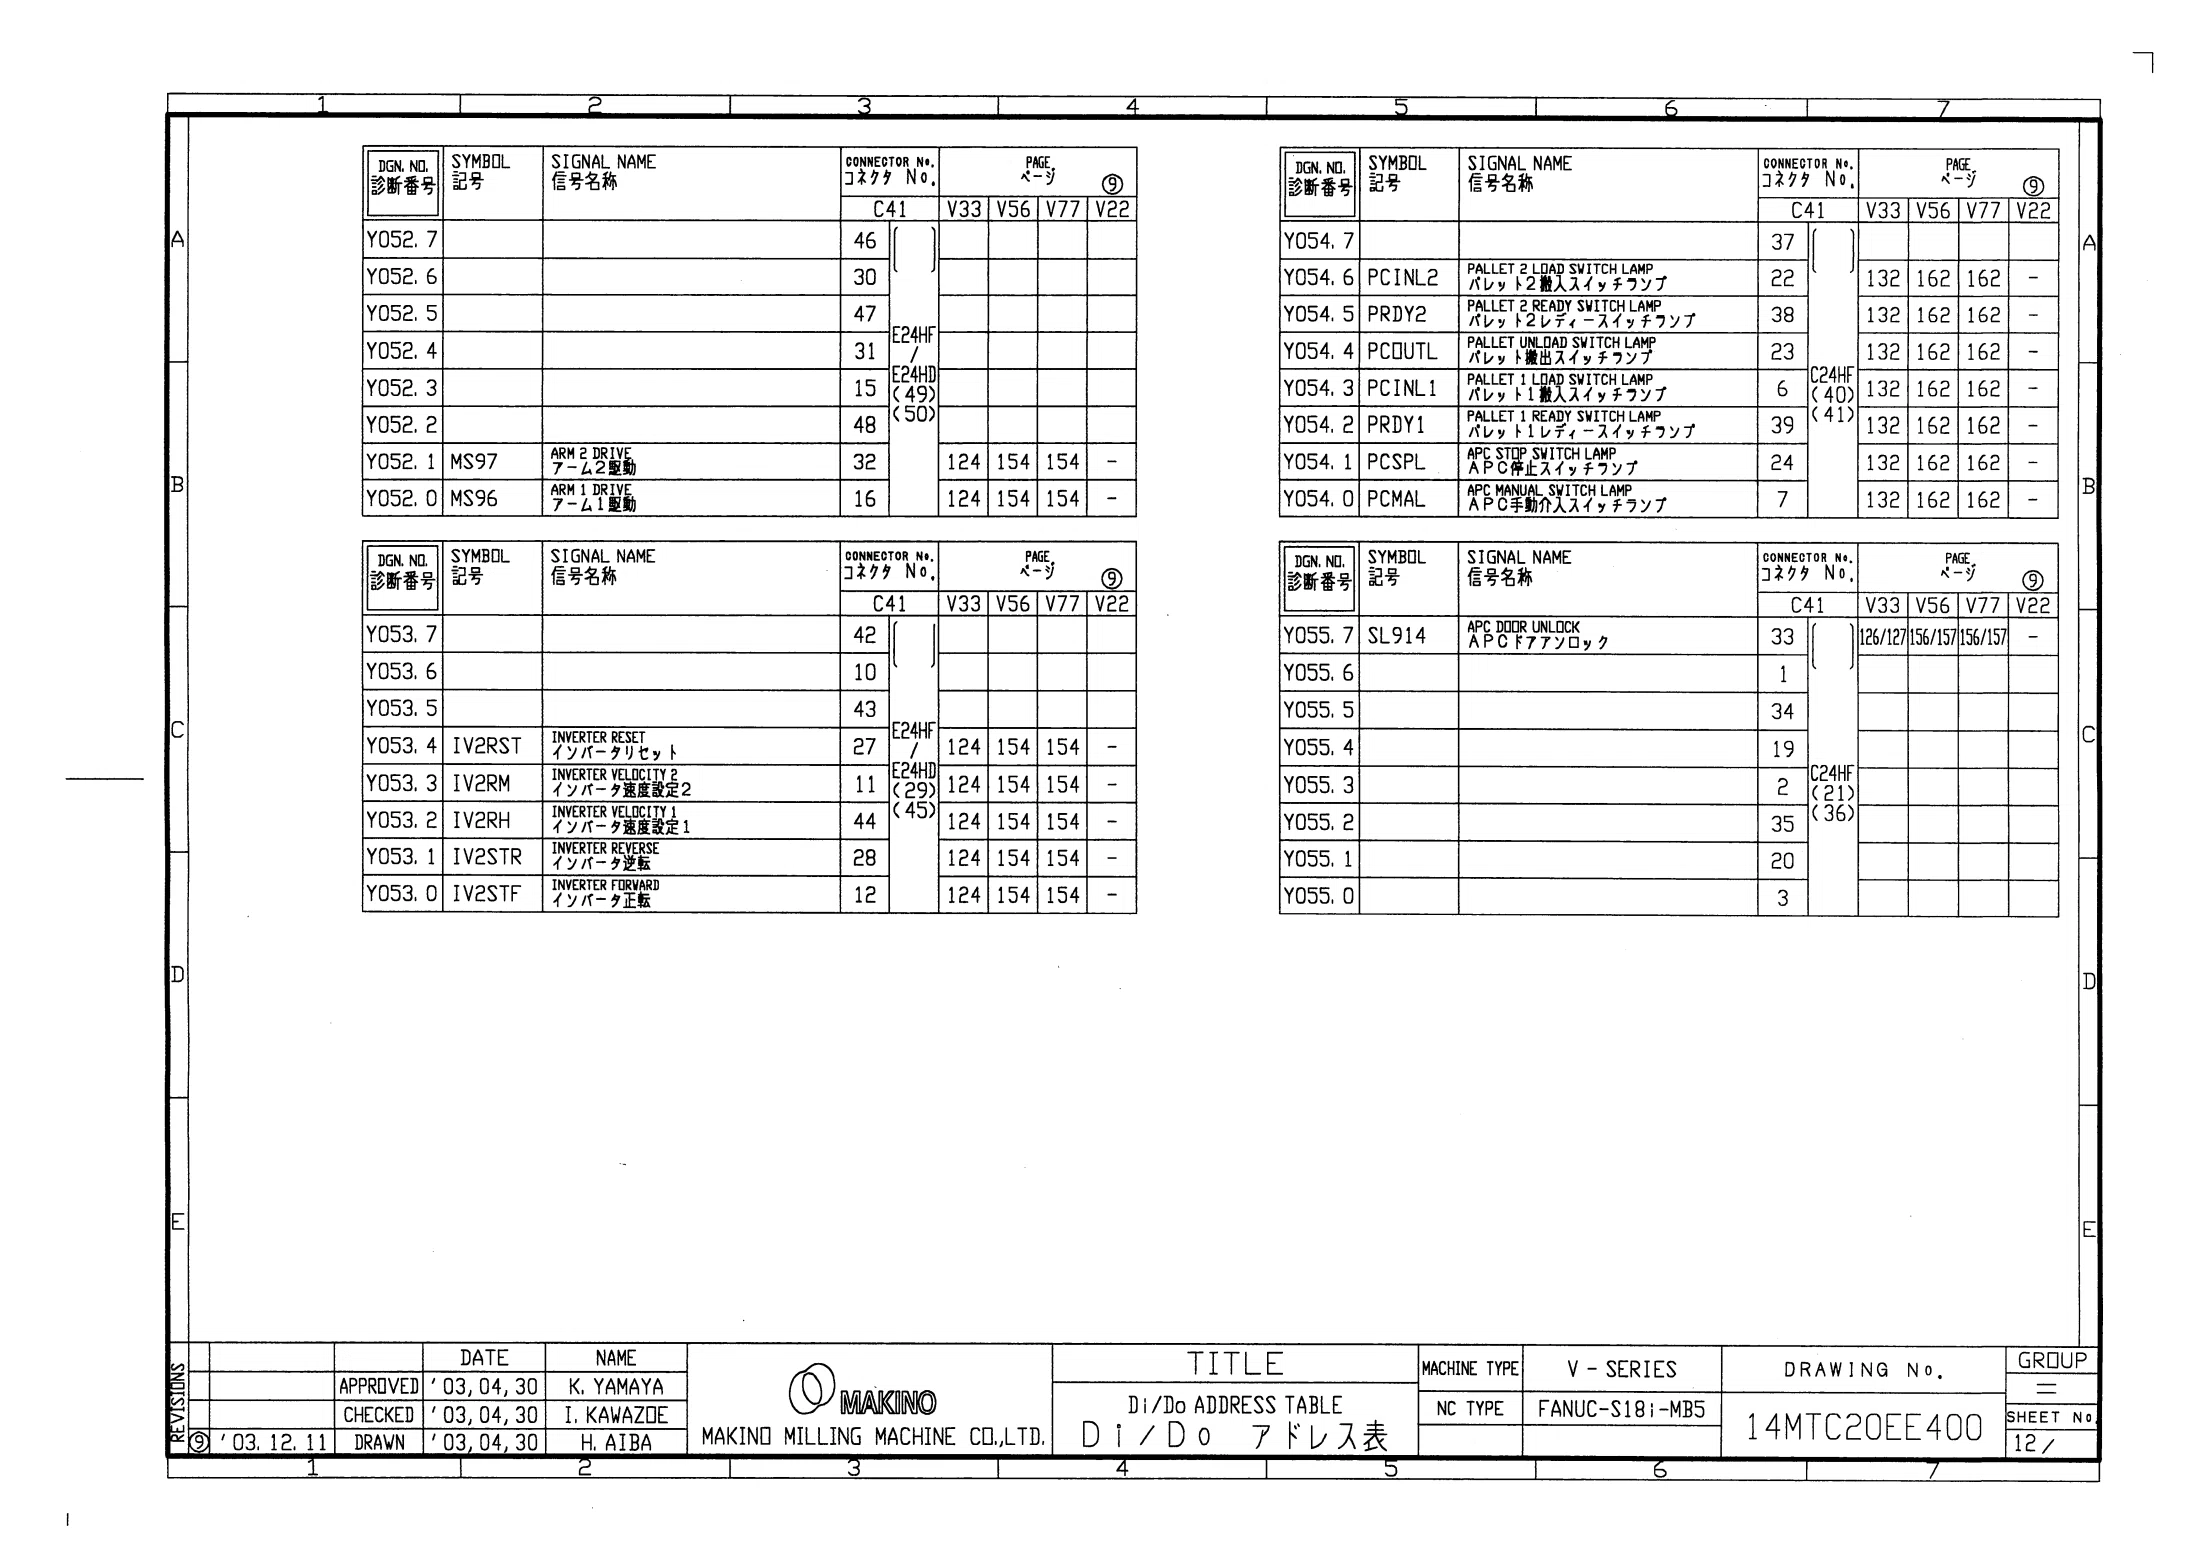 1 2 3 4 5 6 7
DGN. NO. SYMBOL SIGNAL NAME CONNECTOR No. PAGE
診断番号 記号 信号名称 コネクタ No. ページ ⑨
C41 V33 V56 V77 V22
Y052.7 46
Y052.6 30
Y052.5 47
Y052.4 31 E24HF
/
Y052.3 15 E24HD
(49)
Y052.2 48 (50)
Y052.1 MS97 ARM 2 DRIVE 32 124 154 154 -
アーム2駆動
Y052.0 MS96 ARM 1 DRIVE 16 124 154 154 -
アーム1駆動
DGN. NO. SYMBOL SIGNAL NAME CONNECTOR No. PAGE
診断番号 記号 信号名称 コネクタ No. ページ ⑨
C41 V33 V56 V77 V22
Y053.7 42
Y053.6 10
Y053.5 43
E24HF
Y053.4 IV2RST INVERTER RESET 27 / 124 154 154 -
インバータリセット
E24HD
Y053.3 IV2RM INVERTER VELOCITY 2 11 (29) 124 154 154 -
インバータ速度設定2
Y053.2 IV2RH INVERTER VELOCITY 1 44 (45) 124 154 154 -
インバータ速度設定1
Y053.1 IV2STR INVERTER REVERSE 28 124 154 154 -
インバータ逆転
Y053.0 IV2STF INVERTER FORWARD 12 124 154 154 -
インバータ正転
DGN. NO. SYMBOL SIGNAL NAME CONNECTOR No. PAGE
診断番号 記号 信号名称 コネクタ No. ページ ⑨
C41 V33 V56 V77 V22
Y054.7 37
Y054.6 PCINL2 PALLET 2 LOAD SWITCH LAMP 22 132 162 162 -
パレット2搬入スイッチランプ
Y054.5 PRDY2 PALLET 2 READY SWITCH LAMP 38 132 162 162 -
パレット2レディースイッチランプ
Y054.4 PCOUTL PALLET UNLOAD SWITCH LAMP 23 132 162 162 -
パレット搬出スイッチランプ
C24HF
Y054.3 PCINL1 PALLET 1 LOAD SWITCH LAMP 6 (40) 132 162 162 -
パレット1搬入スイッチランプ
Y054.2 PRDY1 PALLET 1 READY SWITCH LAMP 39 (41) 132 162 162 -
パレット1レディースイッチランプ
Y054.1 PCSPL APC STOP SWITCH LAMP 24 132 162 162 -
APC停止スイッチランプ
Y054.0 PCMAL APC MANUAL SWITCH LAMP 7 132 162 162 -
APC手動介入スイッチランプ
DGN. NO. SYMBOL SIGNAL NAME CONNECTOR No. PAGE
診断番号 記号 信号名称 コネクタ No. ページ ⑨
C41 V33 V56 V77 V22
Y055.7 SL914 APC DOOR UNLOCK 33 126/127 156/157 156/157 -
APCドアアンロック
Y055.6 1
Y055.5 34
Y055.4 19
C24HF
Y055.3 2 (21)
Y055.2 35 (36)
Y055.1 20
Y055.0 3
A A
B B
C C
D D
E E
REVISIONS
⑨ '03.12.11
DATE NAME
APPROVED '03,04,30 K. YAMAYA
CHECKED '03,04,30 I. KAWAZOE
DRAWN '03,04,30 H. AIBA
MAKINO
MAKINO MILLING MACHINE CO.,LTD.
TITLE
Di/Do ADDRESS TABLE
Di/Do アドレス表
MACHINE TYPE V-SERIES
NC TYPE FANUC-S18i-MB5
DRAWING No.
14MTC20EE400
GROUP
=
SHEET No.
12/
1 2 3 4 5 6 7